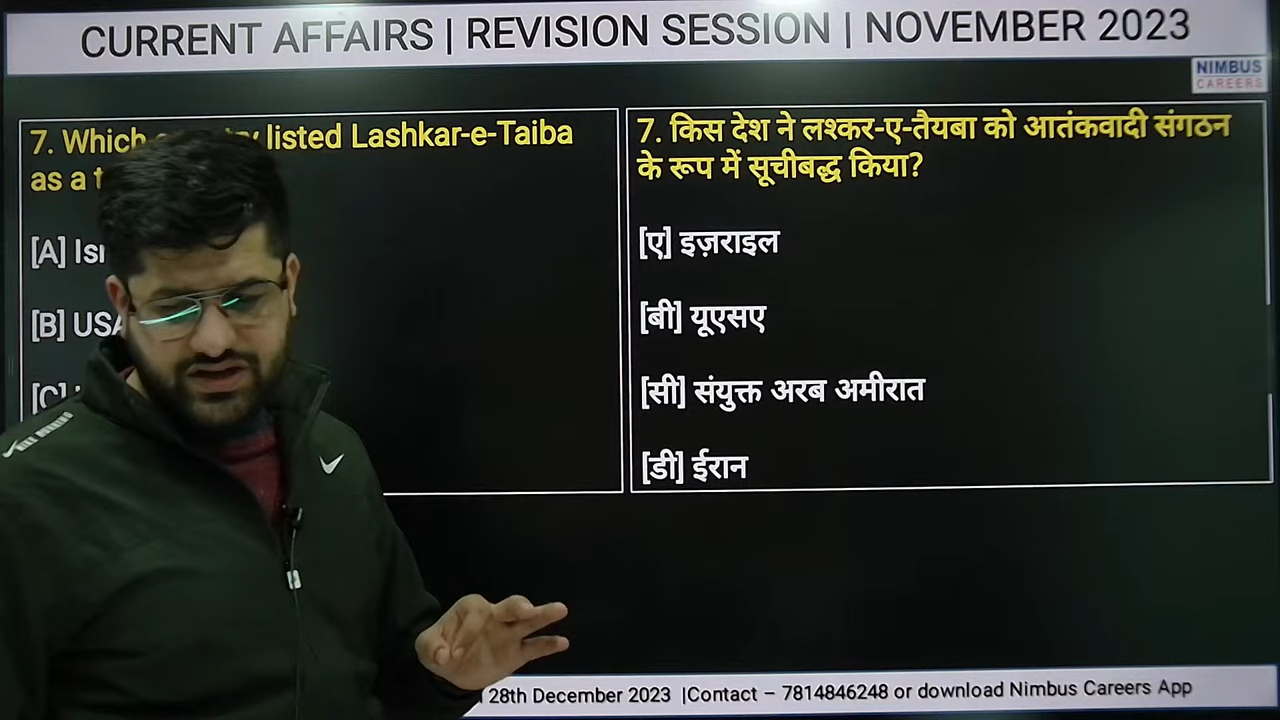 CURRENT AFFAIRS | REVISION SESSION | NOVEMBER 2023
NIMBUS
CAREERS
7. Which listed Lashkar-e-Taiba
as a
[A]
[B] USA
[C]
7. किस देश ने लश्कर-ए-तैयबा को आतंकवादी संगठन
के रूप में सूचीबद्ध किया?
[ए] इज़राइल
[बी] यूएसए
[सी] संयुक्त अरब अमीरात
[डी] ईरान
28th December 2023 |Contact – 7814846248 or download Nimbus Careers App